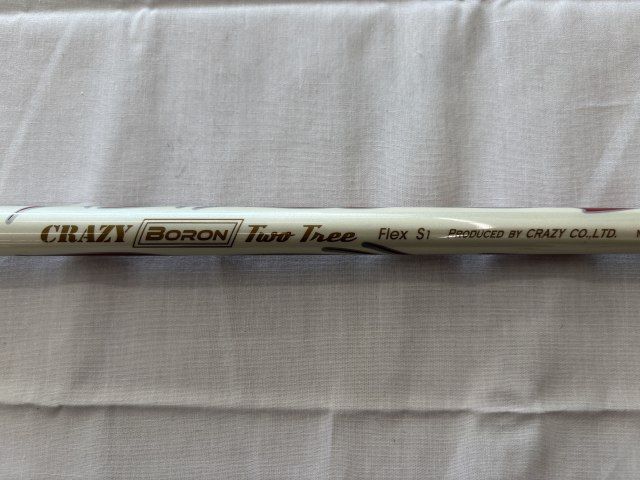 CRAZY BORON Two Tree Flex S1 PRODUCED BY CRAZY CO.,LTD.